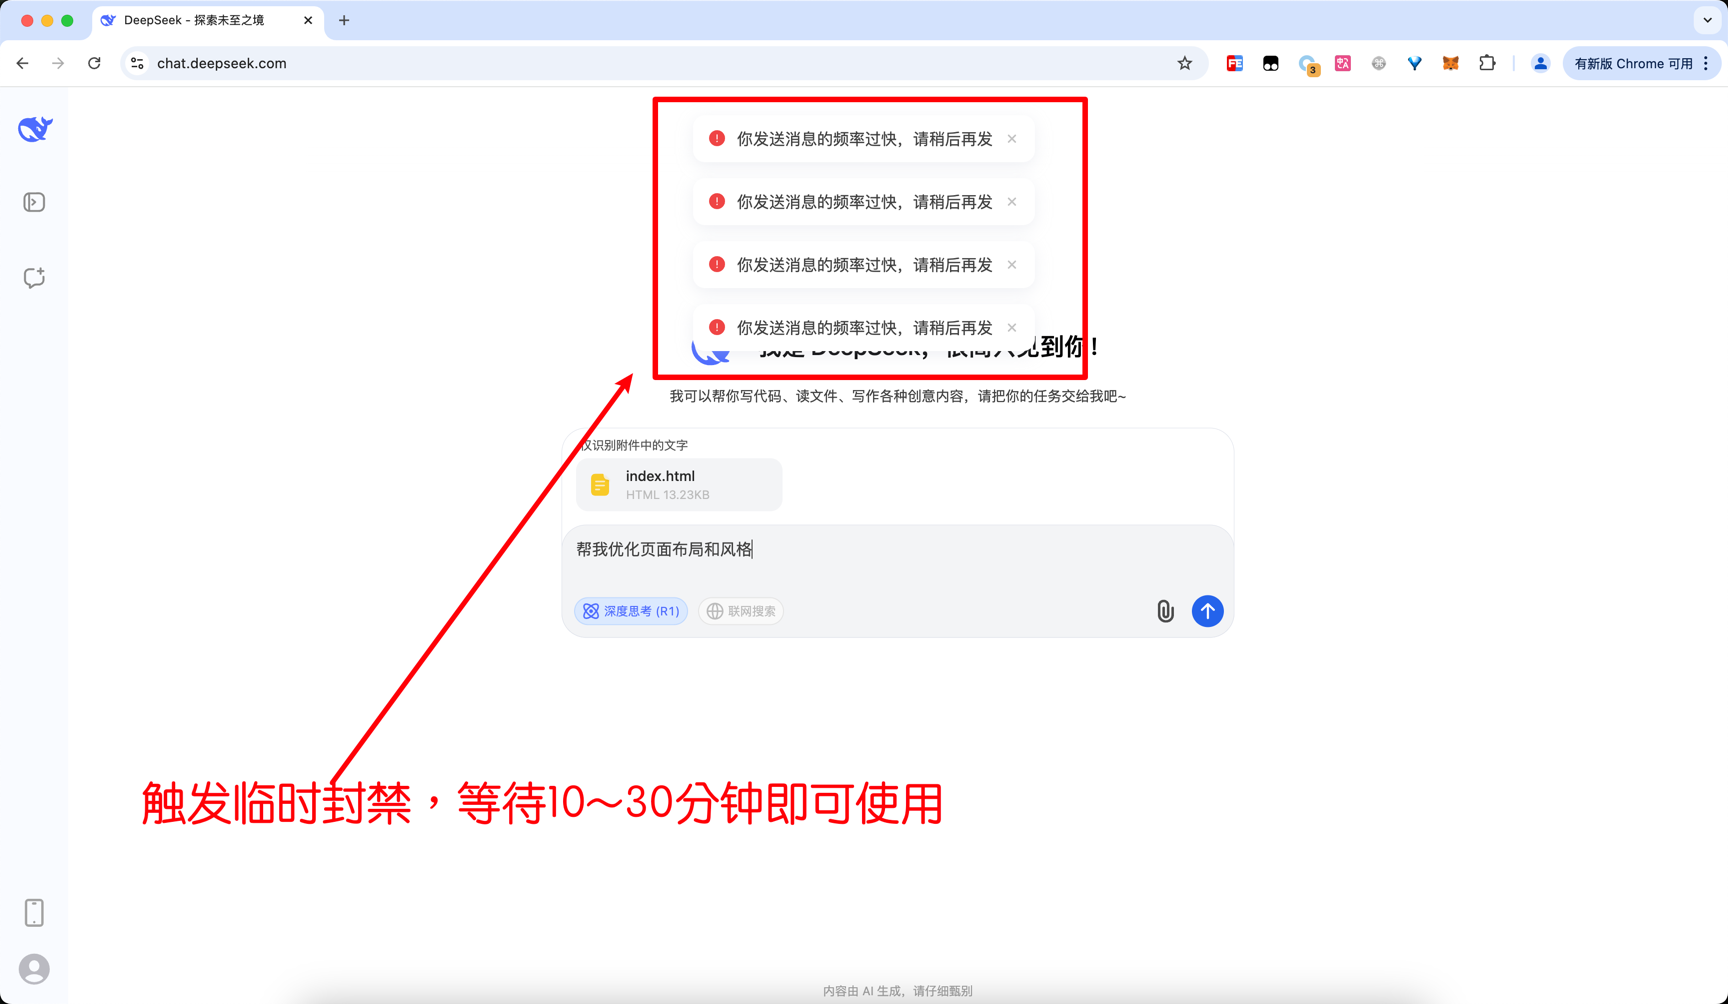 DeepSeek - 探索未至之境
chat.deepseek.com
3
有新版 Chrome 可用
你发送消息的频率过快，请稍后再发
你发送消息的频率过快，请稍后再发
你发送消息的频率过快，请稍后再发
你发送消息的频率过快，请稍后再发
我是 DeepSeek，很高兴见到你！
我可以帮你写代码、读文件、写作各种创意内容，请把你的任务交给我吧~
仅识别附件中的文字
index.html
HTML 13.23KB
帮我优化页面布局和风格
深度思考 (R1)
联网搜索
触发临时封禁，等待10～30分钟即可使用
内容由 AI 生成，请仔细甄别